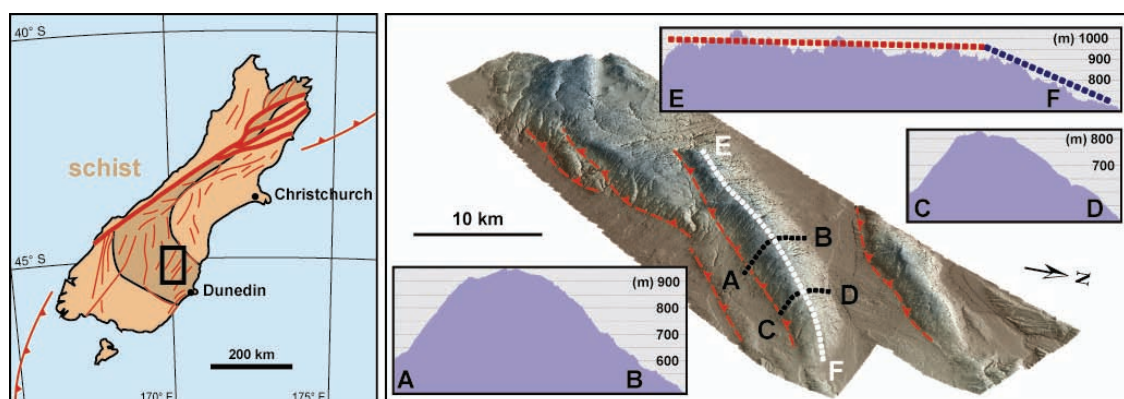 40° S
schist
Christchurch
45° S
Dunedin
200 km
170° E
175° E
(m) 1000
900
800
E
F
(m) 800
700
C
D
E
10 km
B
A
D
C
F
N
(m) 900
800
700
600
A
B